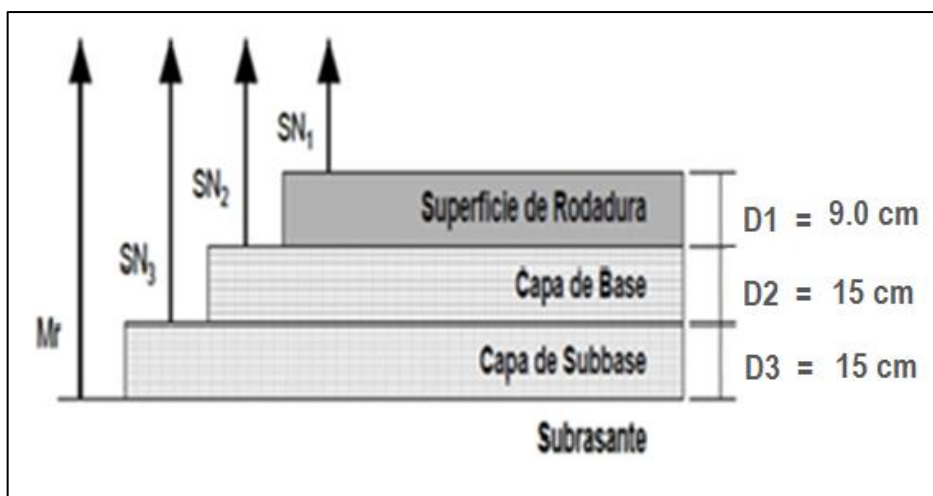 SN₁
SN₂
SN₃
Mr
Superficie de Rodadura
D1 = 9.0 cm
Capa de Base
D2 = 15 cm
Capa de Subbase
D3 = 15 cm
Subrasante